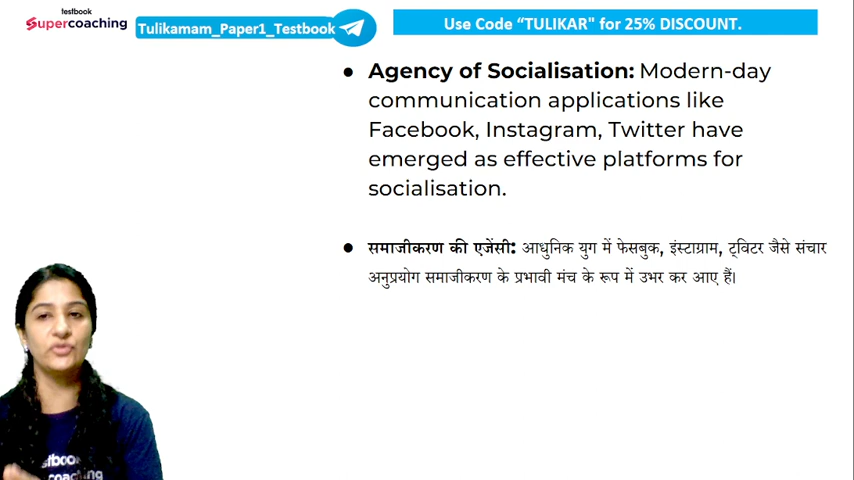 testbook
Supercoaching
Tulikamam_Paper1_Testbook
Use Code “TULIKAR" for 25% DISCOUNT.
● Agency of Socialisation: Modern-day
communication applications like
Facebook, Instagram, Twitter have
emerged as effective platforms for
socialisation.
● समाजीकरण की एजेंसी: आधुनिक युग में फेसबुक, इंस्टाग्राम, ट्विटर जैसे संचार
अनुप्रयोग समाजीकरण के प्रभावी मंच के रूप में उभर कर आए हैं।
coaching